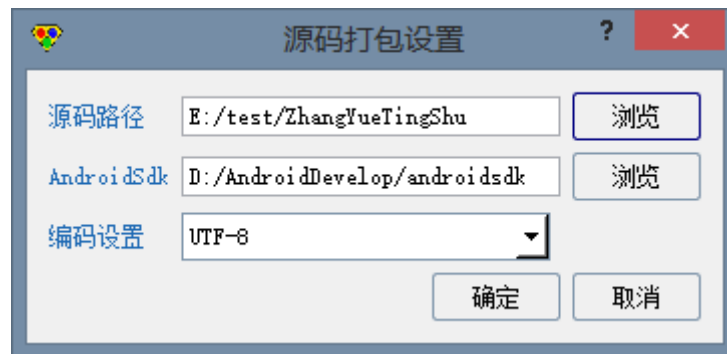 源码打包设置 ? ×
源码路径 E:/test/ZhangYueTingShu 浏览
AndroidSdk D:/AndroidDevelop/androidsdk 浏览
编码设置 UTF-8
确定 取消